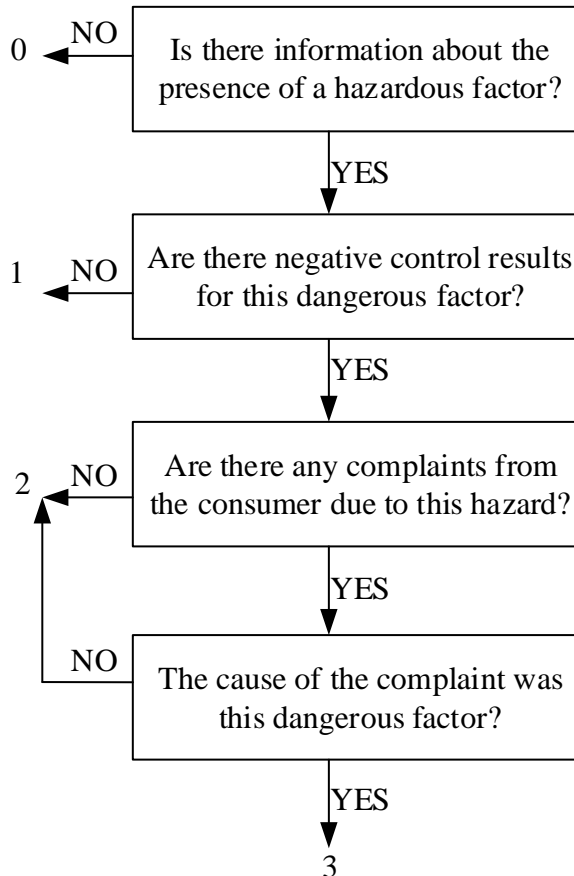 0
NO
Is there information about the
presence of a hazardous factor?
YES
1
NO
Are there negative control results
for this dangerous factor?
YES
2
NO
Are there any complaints from
the consumer due to this hazard?
YES
NO
The cause of the complaint was
this dangerous factor?
YES
3